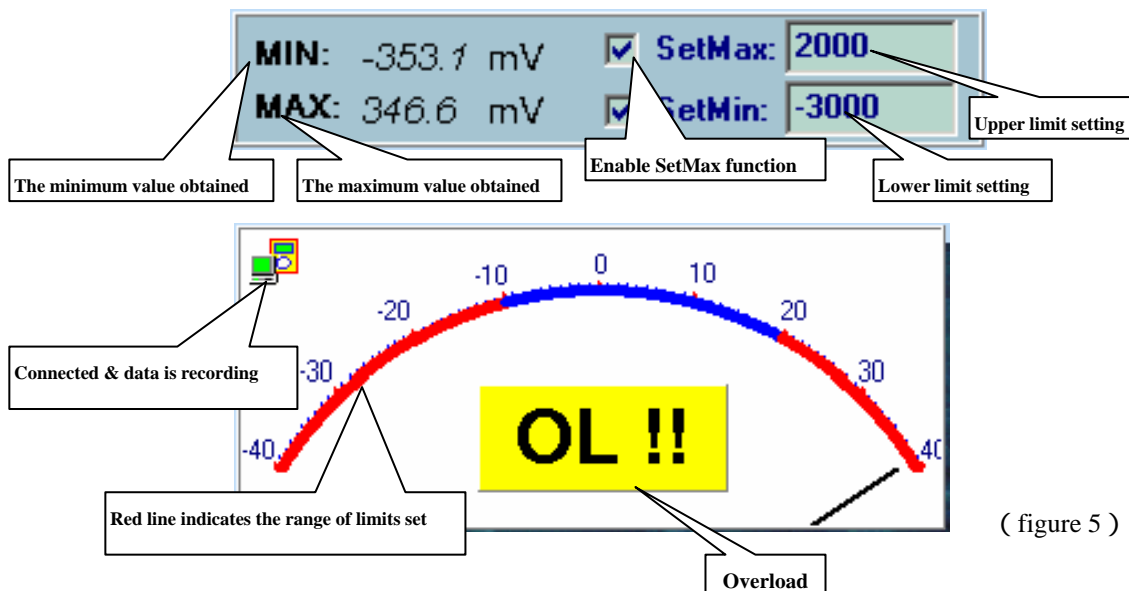 MIN: -353.1 mV SetMax: 2000
MAX: 346.6 mV SetMin: -3000
Upper limit setting
Enable SetMax function
The minimum value obtained
The maximum value obtained
Lower limit setting
-40 -30 -20 -10 0 10 20 30 40
Connected & data is recording
OL !!
Red line indicates the range of limits set
( figure 5 )
Overload